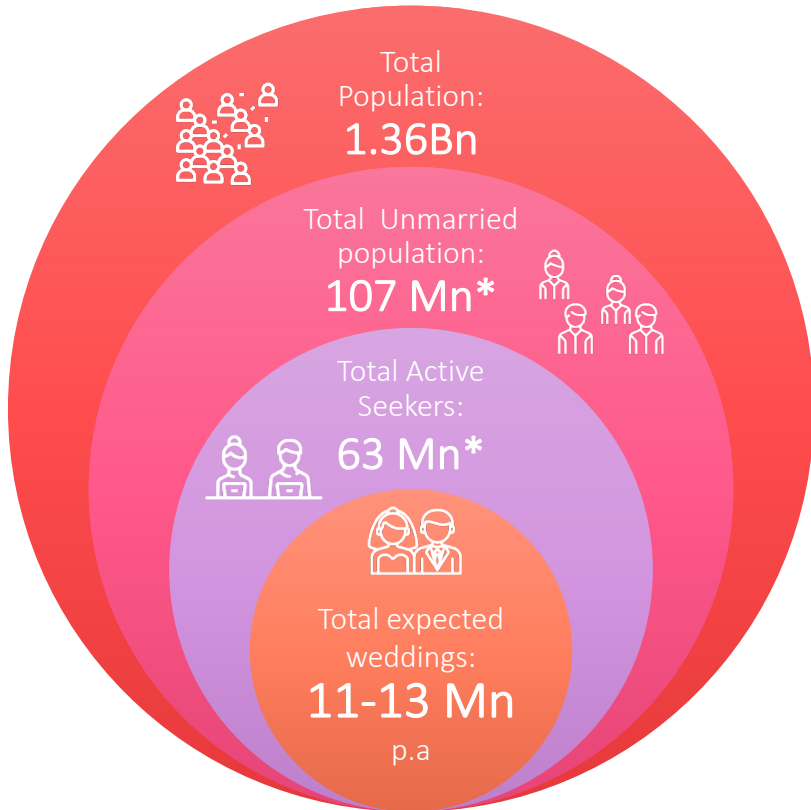 Total
Population:
1.36Bn
Total Unmarried
population:
107 Mn*
Total Active
Seekers:
63 Mn*
Total expected
weddings:
11-13 Mn
p.a